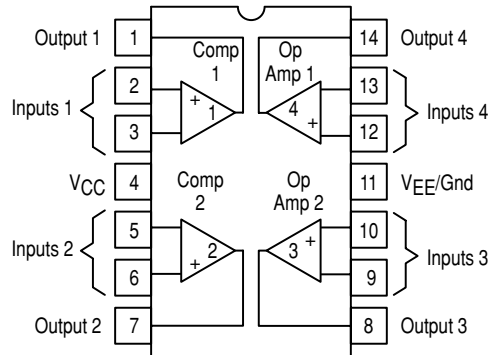 Output 1
1
Comp
1
Op
Amp 1
14
Output 4
Inputs 1
2
3
+
1
4
+
13
12
Inputs 4
VCC
4
Comp
2
Op
Amp 2
11
VEE/Gnd
Inputs 2
5
6
+
2
3
+
10
9
Inputs 3
Output 2
7
8
Output 3